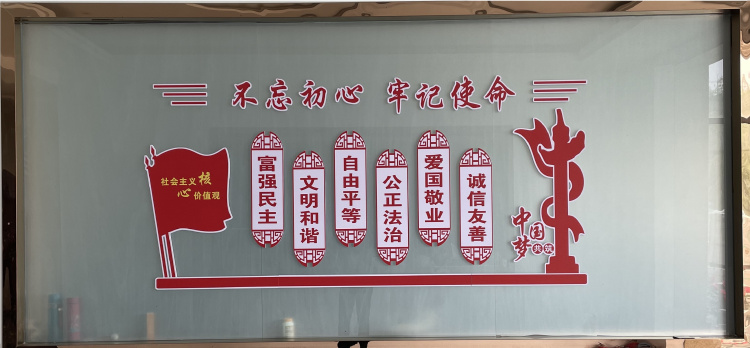 不忘初心 牢记使命
社会主义核
心价值观
富强民主
文明和谐
自由平等
公正法治
爱国敬业
诚信友善
中国
梦
共筑